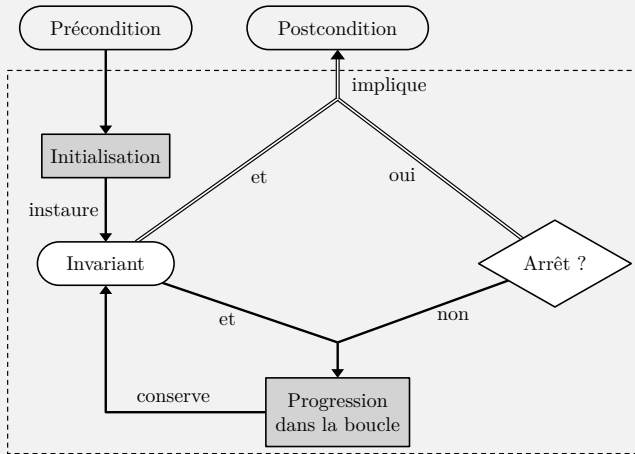 Précondition
Postcondition
implique
Initialisation
et
oui
instaure
Invariant
Arrêt ?
et
non
conserve
Progression
dans la boucle